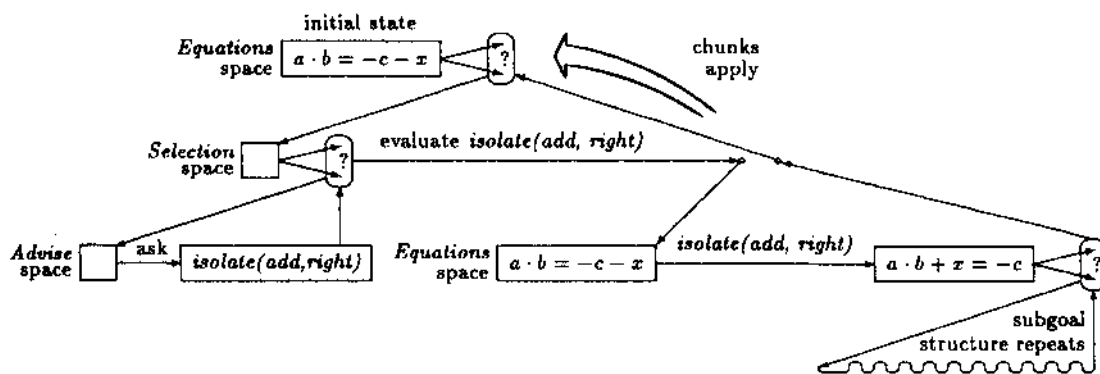 initial state
Equations
space
a · b = −c − x
?
chunks
apply
Selection
space
?
evaluate isolate(add, right)
Advise
space
ask
isolate(add,right)
Equations
space
a · b = −c − x
isolate(add, right)
a · b + x = −c
?
subgoal
structure repeats